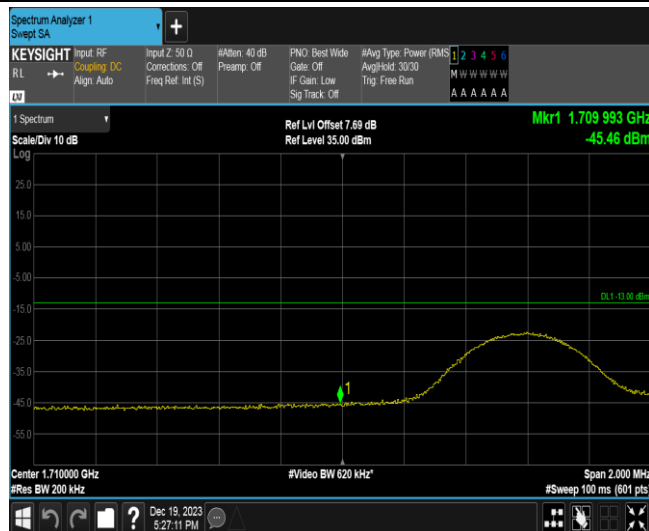 Spectrum Analyzer 1
Swept SA
+
KEYSIGHT
RL
LXI
Input: RF
Coupling: DC
Align: Auto
Input Z: 50 Ω
Corrections: Off
Freq Ref: Int (S)
#Atten: 40 dB
Preamp: Off
PNO: Best Wide
Gate: Off
IF Gain: Low
Sig Track: Off
#Avg Type: Power (RMS
Avg|Hold: 30/30
Trig: Free Run
1 2 3 4 5 6
M W W W W W
A A A A A A
1 Spectrum
Scale/Div 10 dB
Ref Lvl Offset 7.69 dB
Ref Level 35.00 dBm
Mkr1 1.709 993 GHz
-45.46 dBm
Log
25.0
15.0
5.00
-5.00
DL1 -13.00 dBm
-15.0
-25.0
-35.0
1
-45.0
-55.0
Center 1.710000 GHz
#Video BW 620 kHz*
Span 2.000 MHz
#Res BW 200 kHz
#Sweep 100 ms (601 pts)
?
Dec 19, 2023
5:27:11 PM